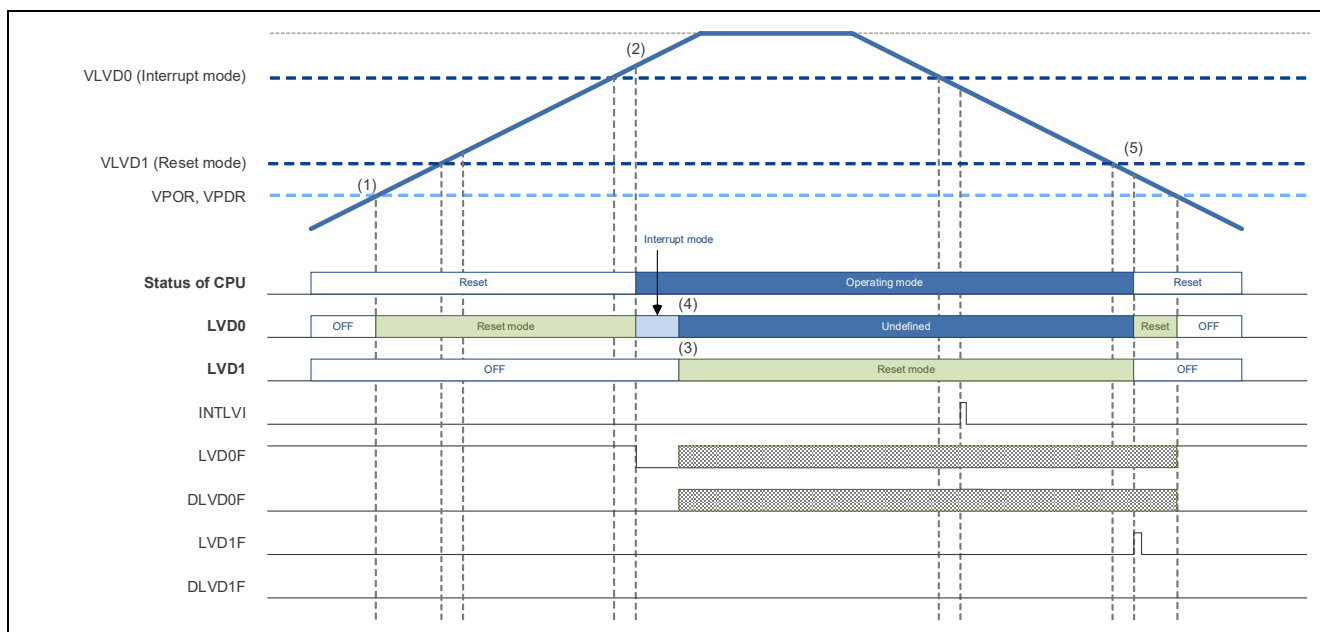 (2)
VLVD0 (Interrupt mode)
VLVD1 (Reset mode)
(5)
(1)
VPOR, VPDR
Interrupt mode
Status of CPU
Reset
Operating mode
Reset
(4)
LVD0
OFF
Reset mode
Undefined
Reset
OFF
(3)
LVD1
OFF
Reset mode
OFF
INTLVI
LVD0F
DLVD0F
LVD1F
DLVD1F